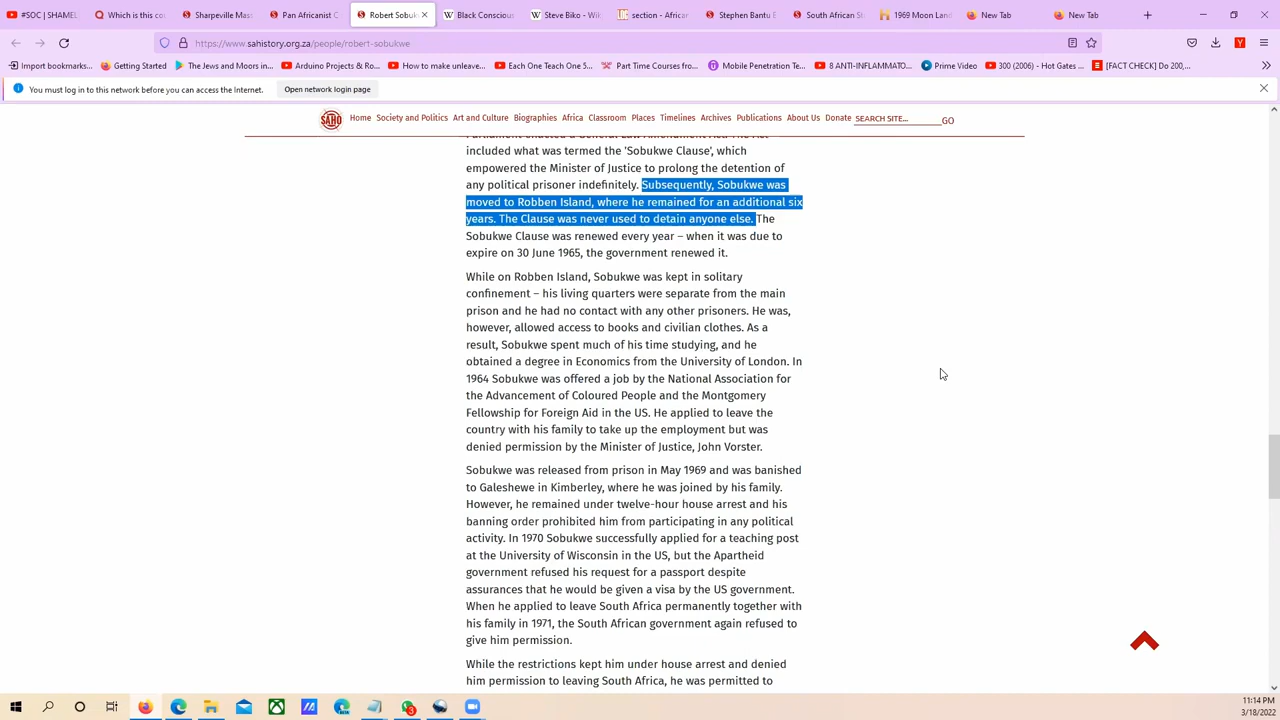 #SOC | SHAMEL
Which is this co
Sharpeville Mas
Pan Africanist C
Robert Sobuk
Black Conscious
Steve Biko - Wik
section - African
Stephen Bantu E
South African St
1969 Moon Land
New Tab
New Tab
https://www.sahistory.org.za/people/robert-sobukwe
Import bookmarks...
Getting Started
The Jews and Moors in...
Arduino Projects & Ro...
How to make unleave...
Each One Teach One 5...
Part Time Courses from...
Mobile Penetration Te...
8 ANTI-INFLAMMATO...
Prime Video
300 (2006) - Hot Gates ...
[FACT CHECK] Do 200,...
You must log in to this network before you can access the Internet.
Open network login page
SAHO
Home
Society and Politics
Art and Culture
Biographies
Africa
Classroom
Places
Timelines
Archives
Publications
About Us
Donate
SEARCH SITE...
GO
included what was termed the 'Sobukwe Clause', which
empowered the Minister of Justice to prolong the detention of
any political prisoner indefinitely. Subsequently, Sobukwe was
moved to Robben Island, where he remained for an additional six
years. The Clause was never used to detain anyone else. The
Sobukwe Clause was renewed every year – when it was due to
expire on 30 June 1965, the government renewed it.
While on Robben Island, Sobukwe was kept in solitary
confinement – his living quarters were separate from the main
prison and he had no contact with any other prisoners. He was,
however, allowed access to books and civilian clothes. As a
result, Sobukwe spent much of his time studying, and he
obtained a degree in Economics from the University of London. In
1964 Sobukwe was offered a job by the National Association for
the Advancement of Coloured People and the Montgomery
Fellowship for Foreign Aid in the US. He applied to leave the
country with his family to take up the employment but was
denied permission by the Minister of Justice, John Vorster.
Sobukwe was released from prison in May 1969 and was banished
to Galeshewe in Kimberley, where he was joined by his family.
However, he remained under twelve-hour house arrest and his
banning order prohibited him from participating in any political
activity. In 1970 Sobukwe successfully applied for a teaching post
at the University of Wisconsin in the US, but the Apartheid
government refused his request for a passport despite
assurances that he would be given a visa by the US government.
When he applied to leave South Africa permanently together with
his family in 1971, the South African government again refused to
give him permission.
While the restrictions kept him under house arrest and denied
him permission to leaving South Africa, he was permitted to
11:14 PM
3/18/2022